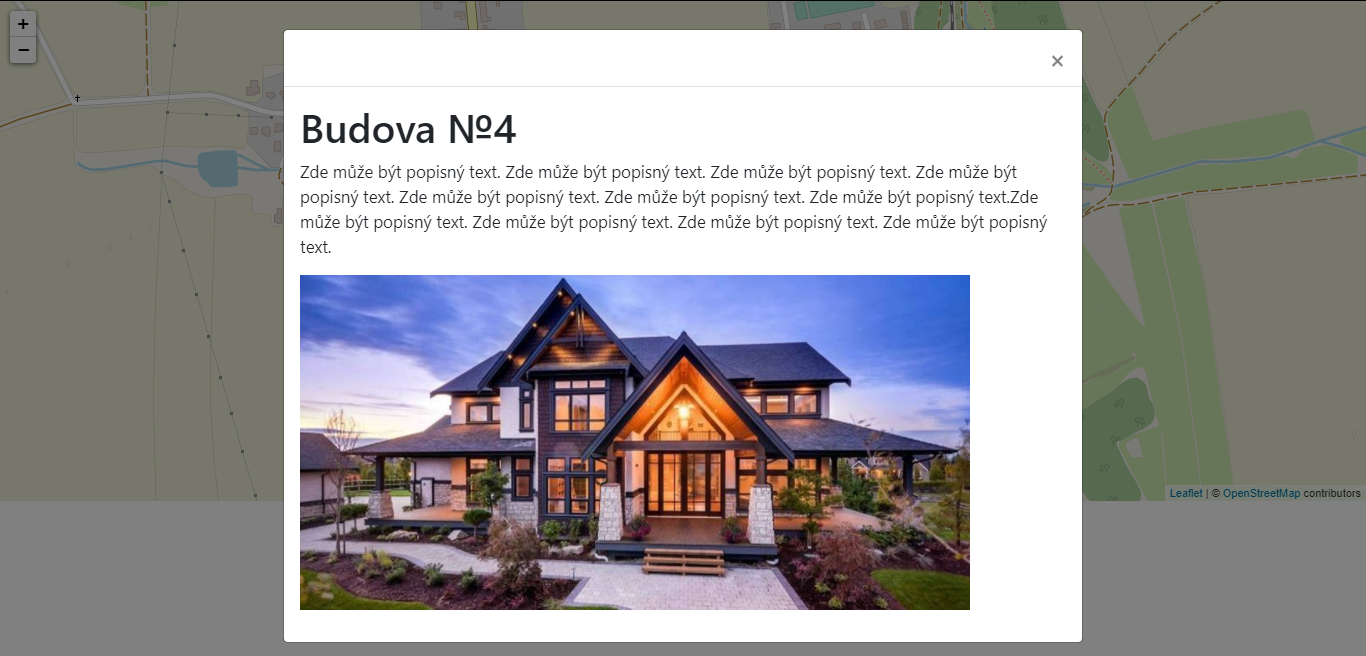 +
−
×
Budova №4
Zde může být popisný text. Zde může být popisný text. Zde může být popisný text. Zde může být
popisný text. Zde může být popisný text. Zde může být popisný text. Zde může být popisný text.Zde
může být popisný text. Zde může být popisný text. Zde může být popisný text. Zde může být popisný
text.
Leaflet | © OpenStreetMap contributors